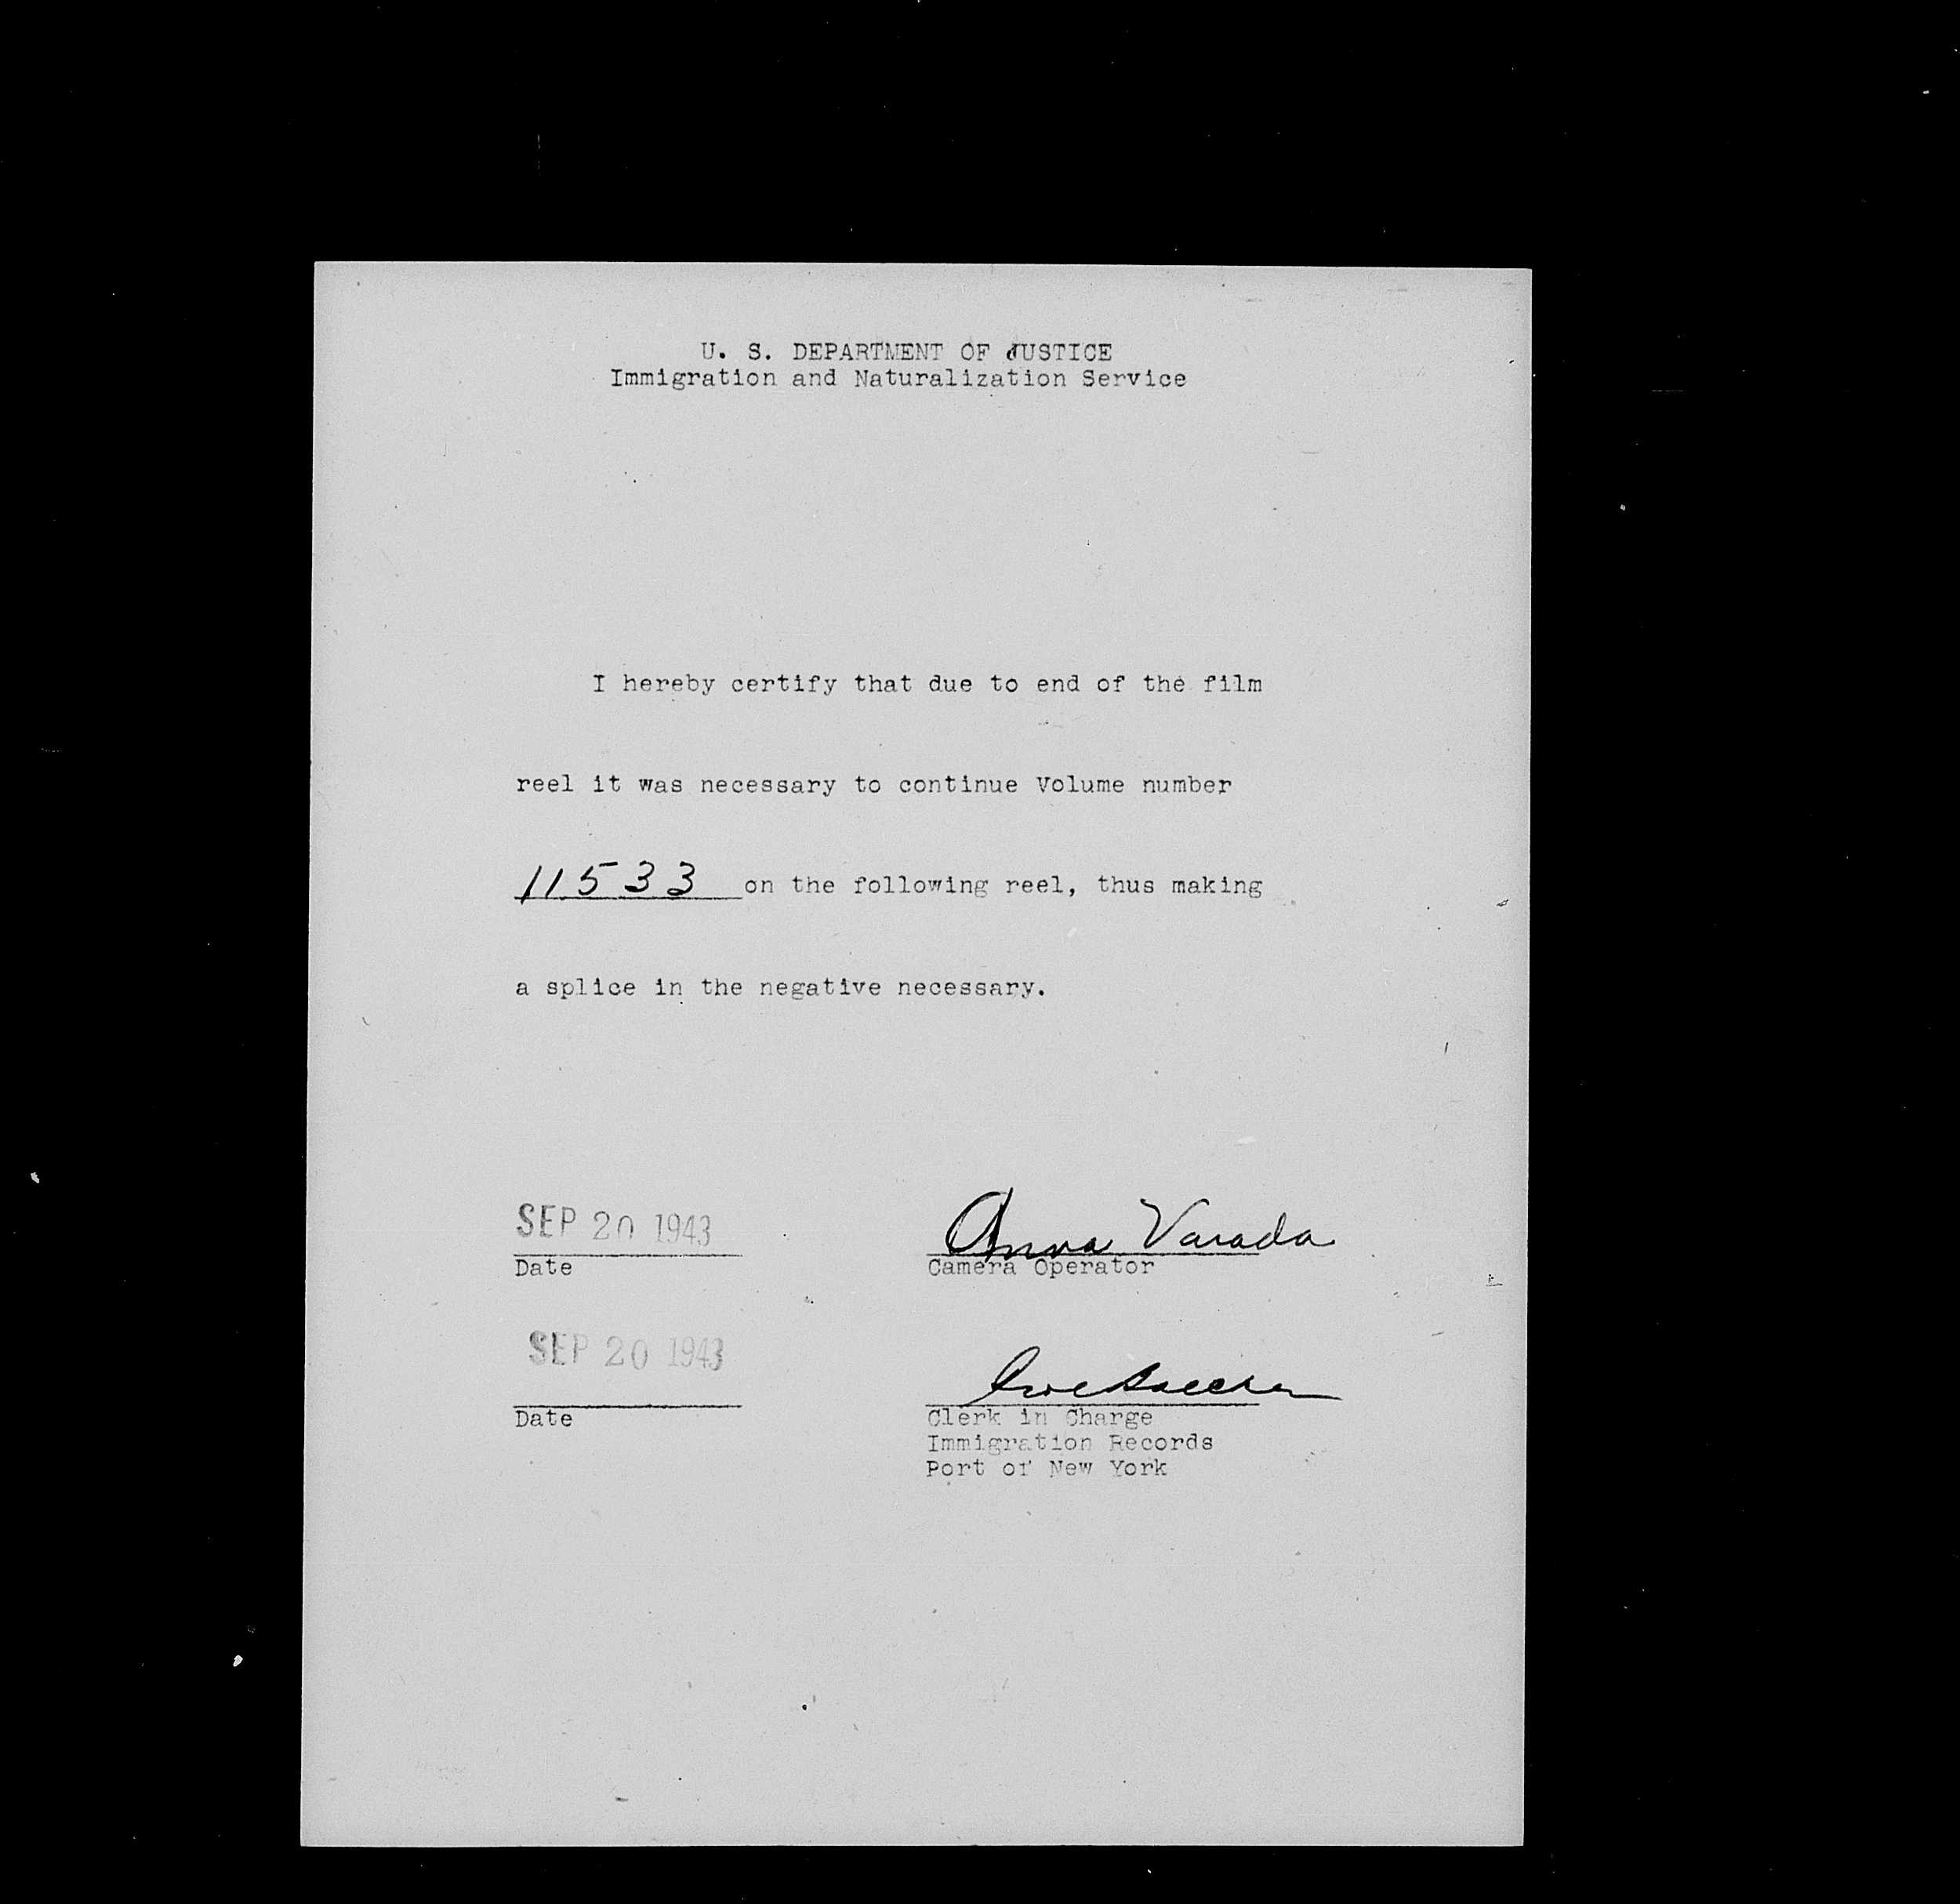 U. S. DEPARTMENT OF JUSTICE
Immigration and Naturalization Service
I hereby certify that due to end of the film
reel it was necessary to continue Volume number
11533 on the following reel, thus making
a splice in the negative necessary.
SEP 20 1943
Anna Varada
Date
Camera Operator
SEP 20 1943
Date
Clerk in Charge
Immigration Records
Port of New York